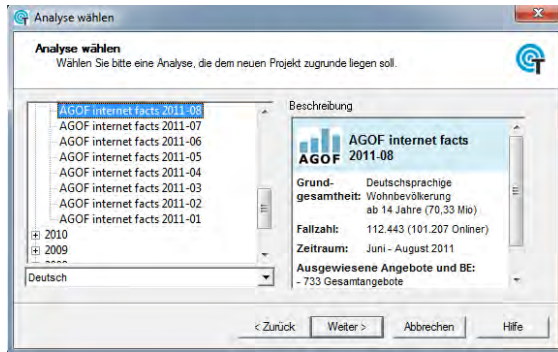 Analyse wählen
Analyse wählen
Wählen Sie bitte eine Analyse, die dem neuen Projekt zugrunde liegen soll.
AGOF internet facts 2011-08
AGOF internet facts 2011-07
AGOF internet facts 2011-06
AGOF internet facts 2011-05
AGOF internet facts 2011-04
AGOF internet facts 2011-03
AGOF internet facts 2011-02
AGOF internet facts 2011-01
2010
2009
Deutsch
Beschreibung
AGOF
AGOF internet facts
2011-08
Grund- Deutschsprachige
gesamtheit: Wohnbevölkerung
ab 14 Jahre (70,33 Mio)
Fallzahl: 112.443 (101.207 Onliner)
Zeitraum: Juni - August 2011
Ausgewiesene Angebote und BE:
- 733 Gesamtangebote
< Zurück
Weiter >
Abbrechen
Hilfe